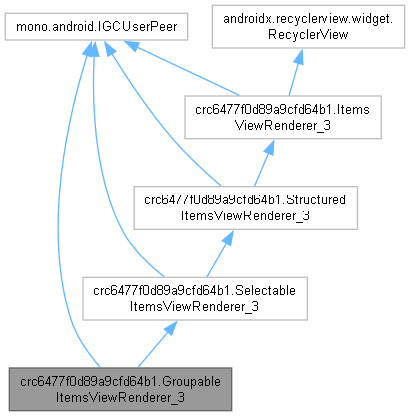 mono.android.IGCUserPeer
androidx.recyclerview.widget.
RecyclerView
crc6477f0d89a9cfd64b1.Items
ViewRenderer_3
crc6477f0d89a9cfd64b1.Structured
ItemsViewRenderer_3
crc6477f0d89a9cfd64b1.Selectable
ItemsViewRenderer_3
crc6477f0d89a9cfd64b1.Groupable
ItemsViewRenderer_3